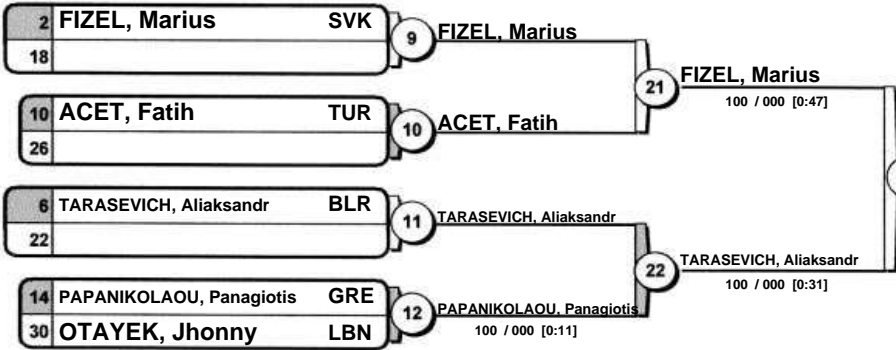 2 FIZEL, Marius SVK
18
9 FIZEL, Marius
10 ACET, Fatih TUR
26
10 ACET, Fatih
21 FIZEL, Marius
100 / 000 [0:47]
6 TARASEVICH, Aliaksandr BLR
22
11 TARASEVICH, Aliaksandr
14 PAPANIKOLAOU, Panagiotis GRE
30 OTAYEK, Jhonny LBN
12 PAPANIKOLAOU, Panagiotis
100 / 000 [0:11]
22 TARASEVICH, Aliaksandr
100 / 000 [0:31]